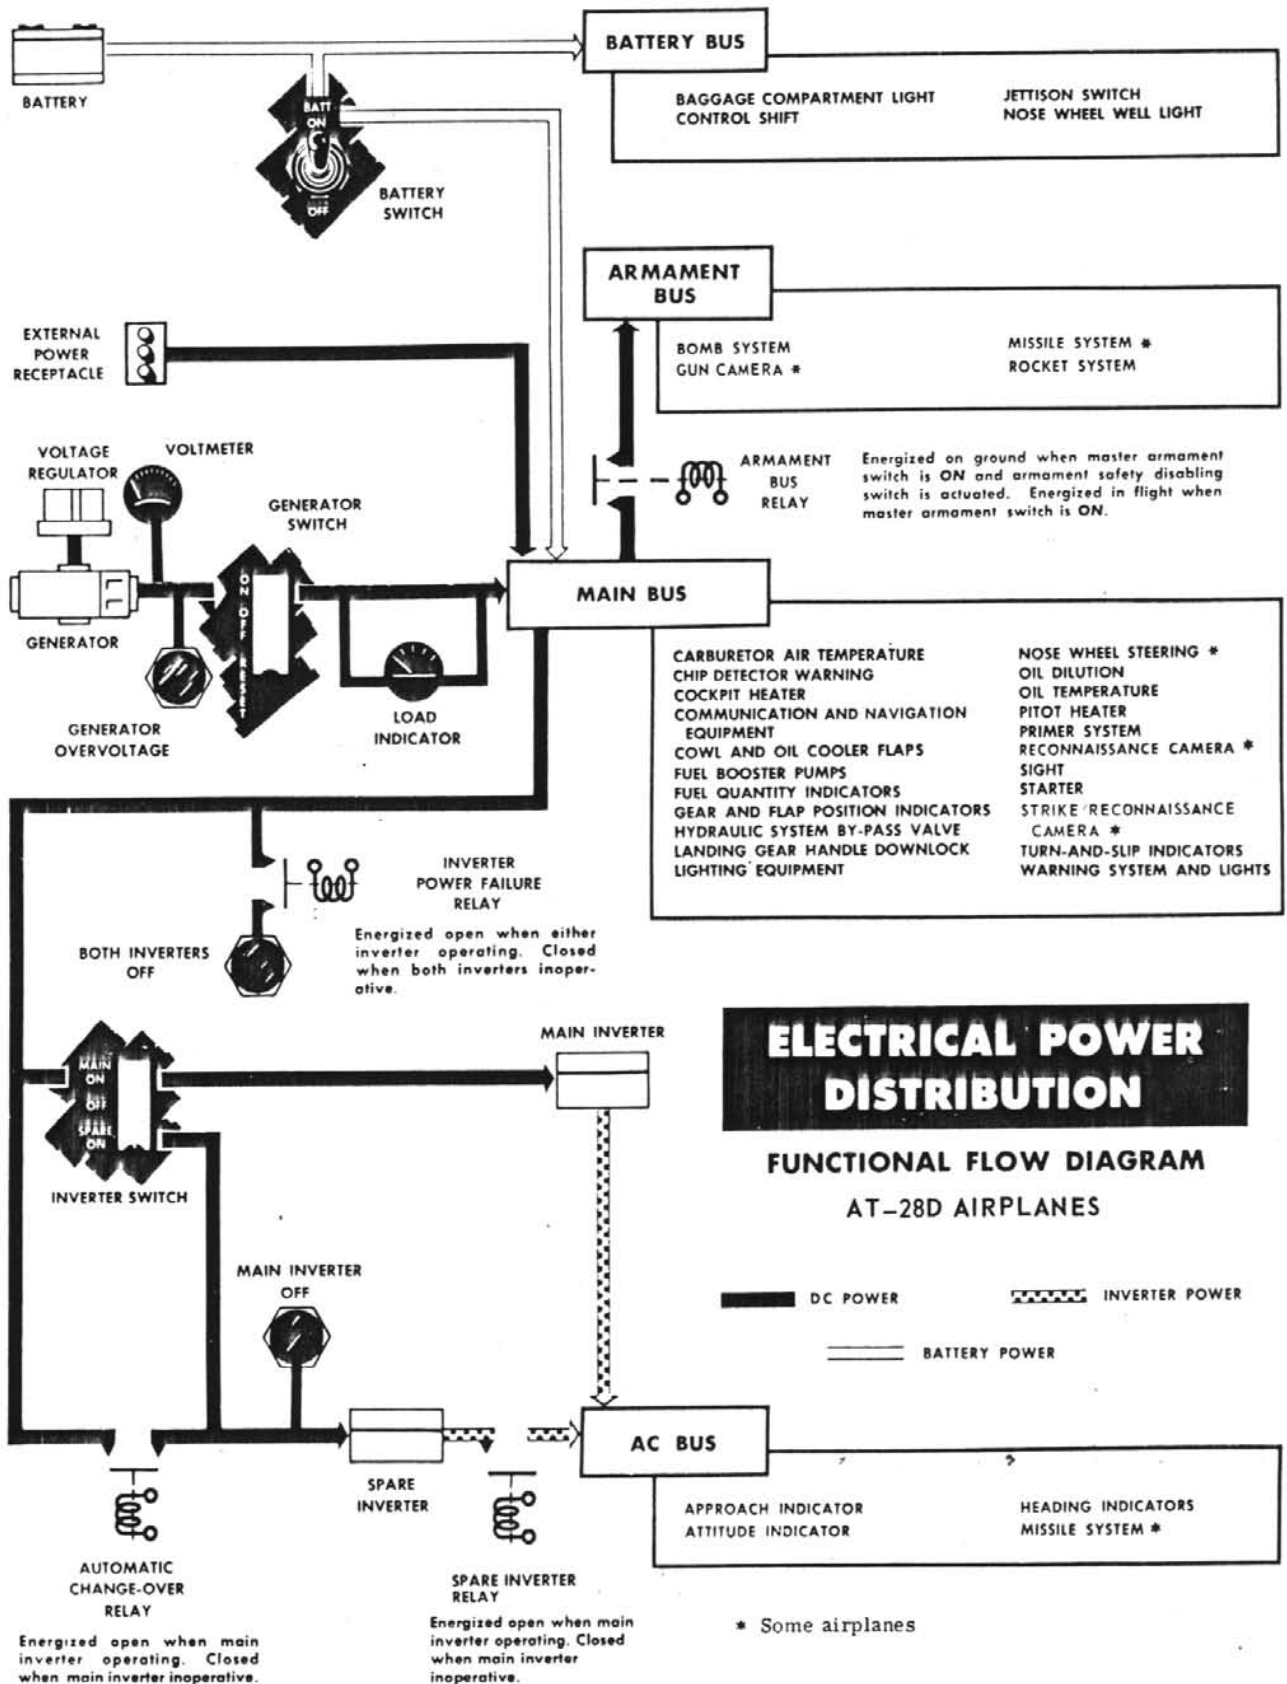 BATTERY
BATTERY BUS
BAGGAGE COMPARTMENT LIGHT
CONTROL SHIFT
JETTISON SWITCH
NOSE WHEEL WELL LIGHT
BATT
ON
OFF
BATTERY
SWITCH
ARMAMENT
BUS
BOMB SYSTEM
GUN CAMERA *
MISSILE SYSTEM *
ROCKET SYSTEM
EXTERNAL
POWER
RECEPTACLE
ARMAMENT
BUS
RELAY
Energized on ground when master armament
switch is ON and armament safety disabling
switch is actuated. Energized in flight when
master armament switch is ON.
VOLTAGE
REGULATOR
VOLTMETER
GENERATOR
SWITCH
ON OFF RESET
GENERATOR
GENERATOR
OVERVOLTAGE
LOAD
INDICATOR
MAIN BUS
CARBURETOR AIR TEMPERATURE
CHIP DETECTOR WARNING
COCKPIT HEATER
COMMUNICATION AND NAVIGATION
EQUIPMENT
COWL AND OIL COOLER FLAPS
FUEL BOOSTER PUMPS
FUEL QUANTITY INDICATORS
GEAR AND FLAP POSITION INDICATORS
HYDRAULIC SYSTEM BY-PASS VALVE
LANDING GEAR HANDLE DOWNLOCK
LIGHTING EQUIPMENT
NOSE WHEEL STEERING *
OIL DILUTION
OIL TEMPERATURE
PITOT HEATER
PRIMER SYSTEM
RECONNAISSANCE CAMERA *
SIGHT
STARTER
STRIKE/RECONNAISSANCE
CAMERA *
TURN-AND-SLIP INDICATORS
WARNING SYSTEM AND LIGHTS
INVERTER
POWER FAILURE
RELAY
Energized open when either
inverter operating. Closed
when both inverters inoper-
ative.
BOTH INVERTERS
OFF
MAIN
ON
OFF
SPARE
ON
INVERTER SWITCH
MAIN INVERTER
ELECTRICAL POWER
DISTRIBUTION
FUNCTIONAL FLOW DIAGRAM
AT-28D AIRPLANES
DC POWER
INVERTER POWER
BATTERY POWER
MAIN INVERTER
OFF
SPARE
INVERTER
AC BUS
APPROACH INDICATOR
ATTITUDE INDICATOR
HEADING INDICATORS
MISSILE SYSTEM *
AUTOMATIC
CHANGE-OVER
RELAY
Energized open when main
inverter operating. Closed
when main inverter inoperative.
SPARE INVERTER
RELAY
Energized open when main
inverter operating. Closed
when main inverter
inoperative.
* Some airplanes